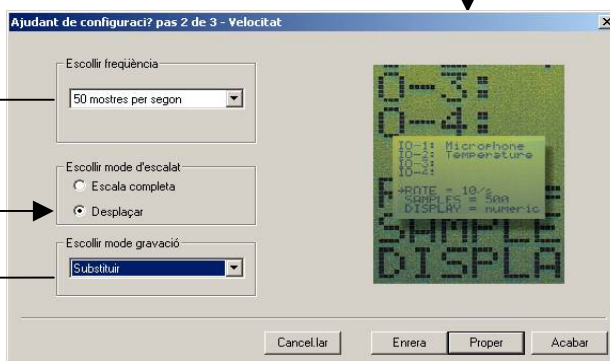 Ajudant de configuraci? pas 2 de 3 - Velocitat
Escollir freqüència
50 mostres per segon
Escollir mode d'escalat
Escala completa
Desplaçar
Escollir mode gravació
Substituir
IO-3:
IO-4:
IO-1: Microphone
IO-2: Temperature
IO-3:
IO-4:
RATE = 10/s
SAMPLES = 500
DISPLAY = numeric
SAMPLE
DISPLA
Cancel.lar
Enrera
Proper
Acabar